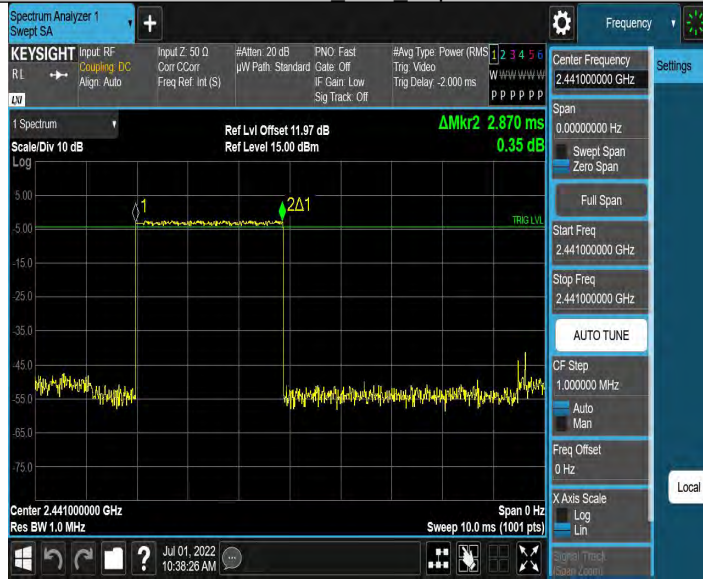 Spectrum Analyzer 1
Swept SA
Frequency
KEYSIGHT
RL
Input: RF
Coupling: DC
Align: Auto
Input Z: 50 Ω
Corr CCorr
Freq Ref: Int (S)
#Atten: 20 dB
µW Path: Standard
PNO: Fast
Gate: Off
IF Gain: Low
Sig Track: Off
#Avg Type: Power (RMS
Trig: Video
Trig Delay: -2.000 ms
1 2 3 4 5 6
W W W W W W
P P P P P P
LXI
1 Spectrum
Scale/Div 10 dB
Log
Ref Lvl Offset 11.97 dB
Ref Level 15.00 dBm
ΔMkr2 2.870 ms
0.35 dB
5.00
-5.00
-15.0
-25.0
-35.0
-45.0
-55.0
-65.0
-75.0
1
2Δ1
TRIG LVL
Center 2.441000000 GHz
Res BW 1.0 MHz
Span 0 Hz
Sweep 10.0 ms (1001 pts)
?
Jul 01, 2022
10:38:26 AM
Center Frequency
2.441000000 GHz
Span
0.00000000 Hz
Swept Span
Zero Span
Full Span
Start Freq
2.441000000 GHz
Stop Freq
2.441000000 GHz
AUTO TUNE
CF Step
1.000000 MHz
Auto
Man
Freq Offset
0 Hz
X Axis Scale
Log
Lin
Signal Track
(Span Zoom)
Settings
Local